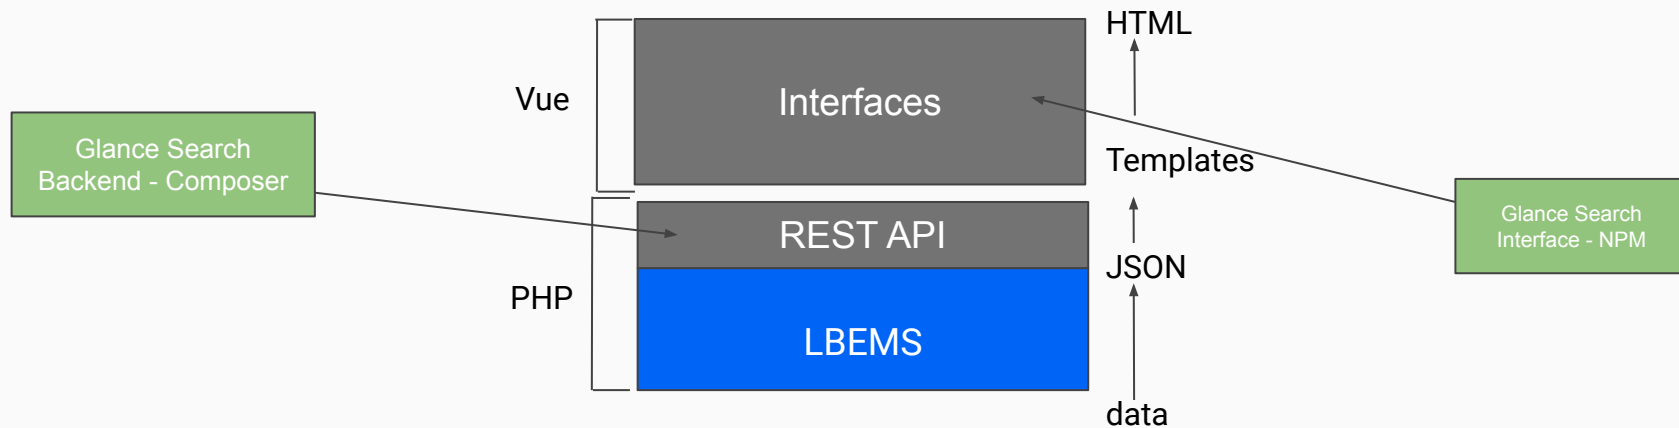 HTML
Vue
Interfaces
Glance Search
Backend - Composer
Templates
Glance Search
Interface - NPM
REST API
JSON
PHP
LBEMS
data